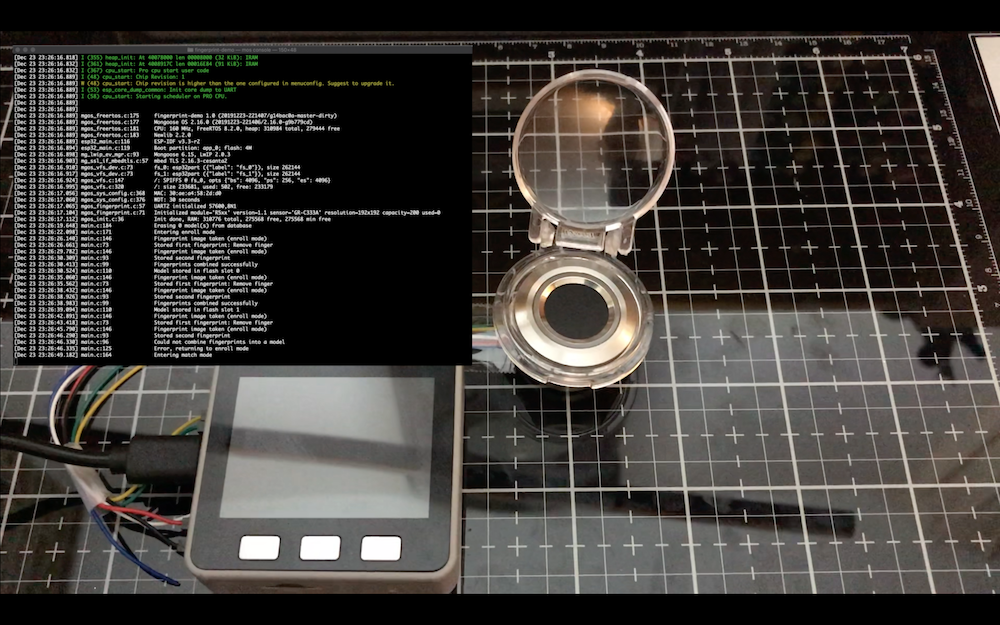 fingerprint-demo — mos console — 106×49
[Dec 23 23:26:16.818] I (355) heap_init: At 40078000 len 00008000 (32 KiB): IRAM
[Dec 23 23:26:16.832] I (361) heap_init: At 4008917C len 00016E84 (91 KiB): IRAM
[Dec 23 23:26:16.832] I (367) cpu_start: Pro cpu start user code
[Dec 23 23:26:16.889] I (48) cpu_start: Chip Revision: 1
[Dec 23 23:26:16.889] W (48) cpu_start: Chip revision is higher than the one configured in menuconfig. Suggest to upgrade it.
[Dec 23 23:26:16.889] I (53) esp_core_dump_common: Init core dump to UART
[Dec 23 23:26:16.889] I (58) cpu_start: Starting scheduler on PRO CPU.
[Dec 23 23:26:16.889]
[Dec 23 23:26:16.889]
[Dec 23 23:26:16.889] mgos_freertos.c:175 fingerprint-demo 1.0 (20191223-221407/g14bac0a-master-dirty)
[Dec 23 23:26:16.889] mgos_freertos.c:177 Mongoose OS 2.16.0 (20191223-221406/2.16.0-g9b779cd)
[Dec 23 23:26:16.889] mgos_freertos.c:181 CPU: 160 MHz, FreeRTOS 8.2.0, heap: 310984 total, 279444 free
[Dec 23 23:26:16.889] mgos_freertos.c:183 Newlib 2.2.0
[Dec 23 23:26:16.889] esp32_main.c:116 ESP-IDF v3.3-r2
[Dec 23 23:26:16.894] esp32_main.c:119 Boot partition: app_0; flash: 4M
[Dec 23 23:26:16.898] mg_lwip_ev_mgr.c:93 Mongoose 6.15, LwIP 2.0.3
[Dec 23 23:26:16.903] mg_ssl_if_mbedtls.c:57 mbed TLS 2.16.3-cesanta2
[Dec 23 23:26:16.907] mgos_vfs_dev.c:73 fs_0: esp32part ({"label": "fs_0"}), size 262144
[Dec 23 23:26:16.915] mgos_vfs_dev.c:73 fs_1: esp32part ({"label": "fs_1"}), size 262144
[Dec 23 23:26:16.924] mgos_vfs.c:147 /: SPIFFS @ fs_0, opts {"bs": 4096, "ps": 256, "es": 4096}
[Dec 23 23:26:16.999] mgos_vfs.c:320 /: size 233681, used: 502, free: 233179
[Dec 23 23:26:17.056] mgos_sys_config.c:368 MAC: 30:ae:a4:58:2d:d0
[Dec 23 23:26:17.060] mgos_sys_config.c:376 WDT: 30 seconds
[Dec 23 23:26:17.065] mgos_fingerprint.c:57 UART2 initialized 57600,8N1
[Dec 23 23:26:17.104] mgos_fingerprint.c:71 Initialized module="R5xx" version=1.1 sensor="GR-C333A" resolution=192x192 capacity=200 used=0
[Dec 23 23:26:17.112] mgos_init.c:36 Init done, RAM: 310776 total, 275568 free, 275568 min free
[Dec 23 23:26:19.648] main.c:184 Erasing 0 model(s) from database
[Dec 23 23:26:22.098] main.c:171 Entering enroll mode
[Dec 23 23:26:26.140] main.c:146 Fingerprint image taken (enroll mode)
[Dec 23 23:26:26.661] main.c:73 Stored first fingerprint: Remove finger
[Dec 23 23:26:29.782] main.c:146 Fingerprint image taken (enroll mode)
[Dec 23 23:26:30.309] main.c:93 Stored second fingerprint
[Dec 23 23:26:30.413] main.c:99 Fingerprints combined successfully
[Dec 23 23:26:30.524] main.c:110 Model stored in flash slot 0
[Dec 23 23:26:35.060] main.c:146 Fingerprint image taken (enroll mode)
[Dec 23 23:26:35.562] main.c:73 Stored first fingerprint: Remove finger
[Dec 23 23:26:38.432] main.c:146 Fingerprint image taken (enroll mode)
[Dec 23 23:26:38.926] main.c:93 Stored second fingerprint
[Dec 23 23:26:38.983] main.c:99 Fingerprints combined successfully
[Dec 23 23:26:39.094] main.c:110 Model stored in flash slot 1
[Dec 23 23:26:42.891] main.c:146 Fingerprint image taken (enroll mode)
[Dec 23 23:26:43.418] main.c:73 Stored first fingerprint: Remove finger
[Dec 23 23:26:45.790] main.c:146 Fingerprint image taken (enroll mode)
[Dec 23 23:26:46.290] main.c:93 Stored second fingerprint
[Dec 23 23:26:46.330] main.c:96 Could not combine fingerprints into a model
[Dec 23 23:26:46.335] main.c:125 Error, returning to enroll mode
[Dec 23 23:26:49.182] main.c:164 Entering match mode